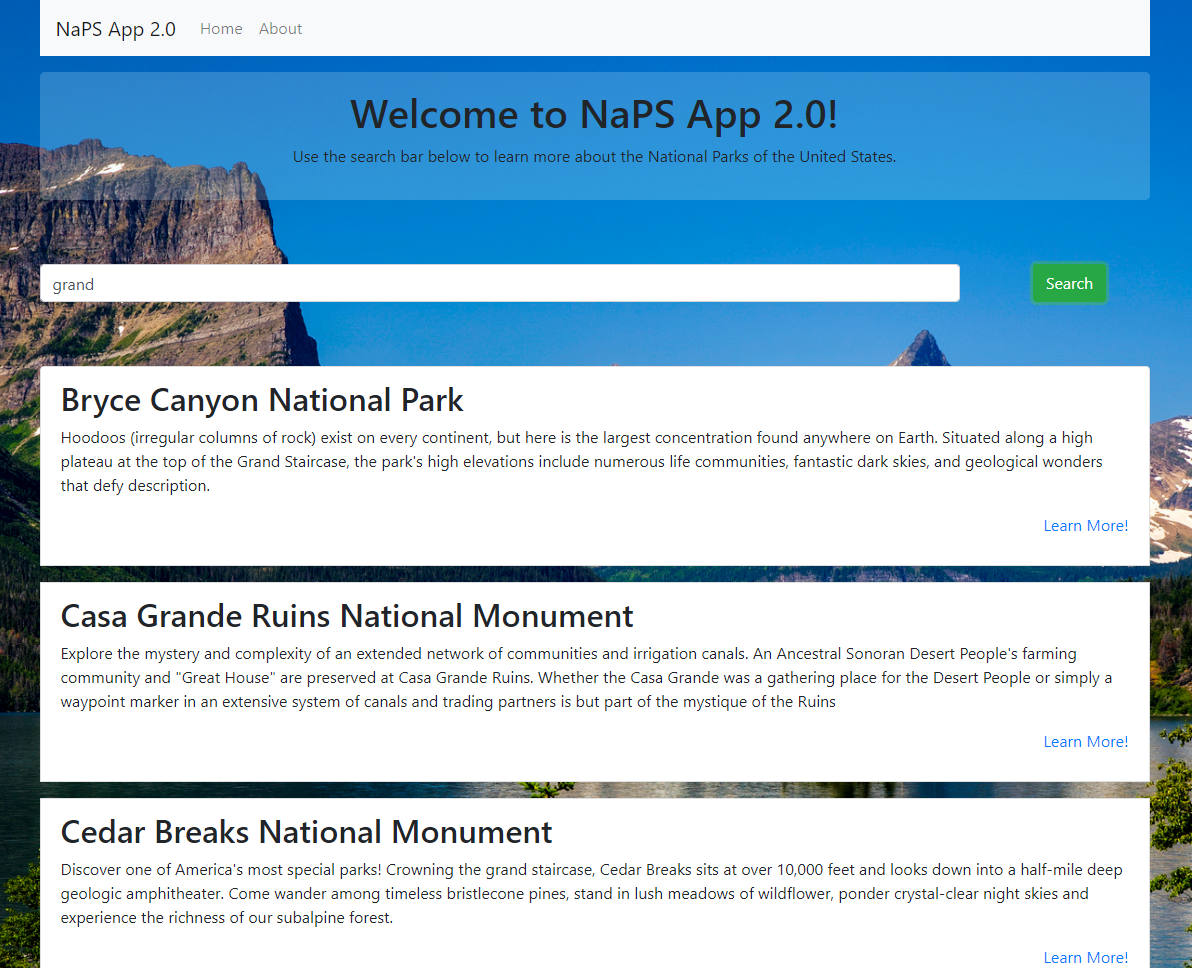 NaPS App 2.0 Home About
Welcome to NaPS App 2.0!
Use the search bar below to learn more about the National Parks of the United States.
grand Search
Bryce Canyon National Park
Hoodoos (irregular columns of rock) exist on every continent, but here is the largest concentration found anywhere on Earth. Situated along a high
plateau at the top of the Grand Staircase, the park's high elevations include numerous life communities, fantastic dark skies, and geological wonders
that defy description.
Learn More!
Casa Grande Ruins National Monument
Explore the mystery and complexity of an extended network of communities and irrigation canals. An Ancestral Sonoran Desert People's farming
community and "Great House" are preserved at Casa Grande Ruins. Whether the Casa Grande was a gathering place for the Desert People or simply a
waypoint marker in an extensive system of canals and trading partners is but part of the mystique of the Ruins
Learn More!
Cedar Breaks National Monument
Discover one of America's most special parks! Crowning the grand staircase, Cedar Breaks sits at over 10,000 feet and looks down into a half-mile deep
geologic amphitheater. Come wander among timeless bristlecone pines, stand in lush meadows of wildflower, ponder crystal-clear night skies and
experience the richness of our subalpine forest.
Learn More!